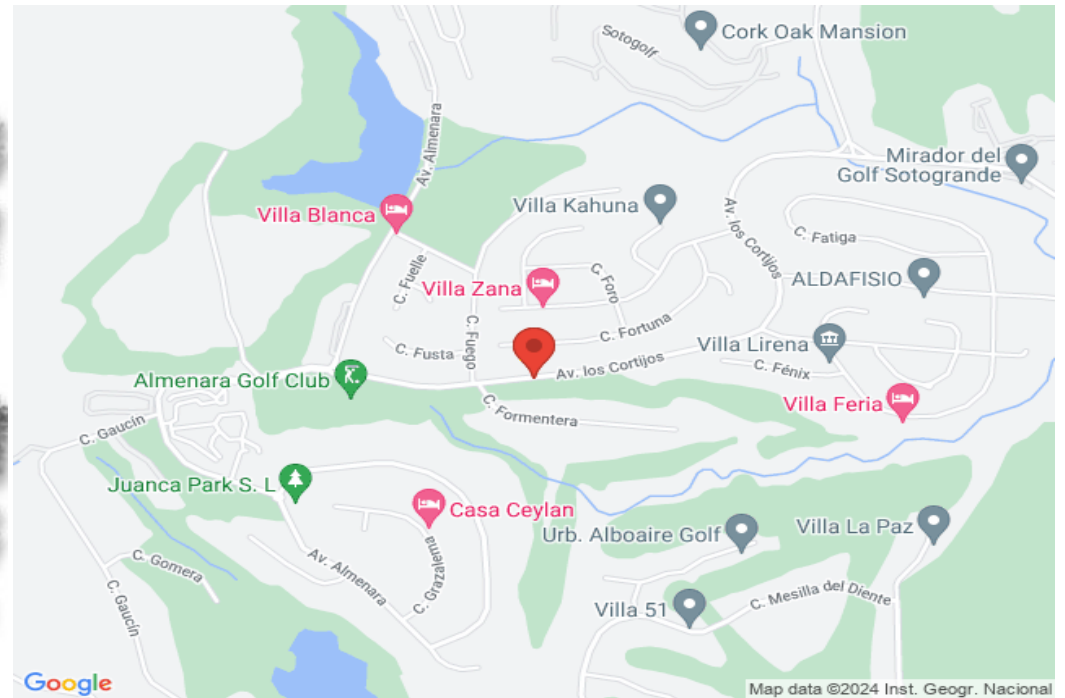 Cork Oak Mansion
Sotogolf
Av. Almenara
Mirador del
Golf Sotogrande
Villa Blanca
Villa Kahuna
Av. los Cortijos
C. Fatiga
C. Fuelle
Villa Zana
C. Foro
ALDAFISIO
C. Fuego
C. Fortuna
C. Fusta
Villa Lirena
Av. los Cortijos
C. Fénix
Almenara Golf Club
Villa Feria
C. Formentera
C. Gaucín
Juanca Park S. L
Casa Ceylan
Urb. Alboaire Golf
Villa La Paz
C. Gomera
Av. Almenara
C. Grazalema
C. Gaucín
C. Mesilla del Diente
Villa 51
Google
Map data ©2024 Inst. Geogr. Nacional